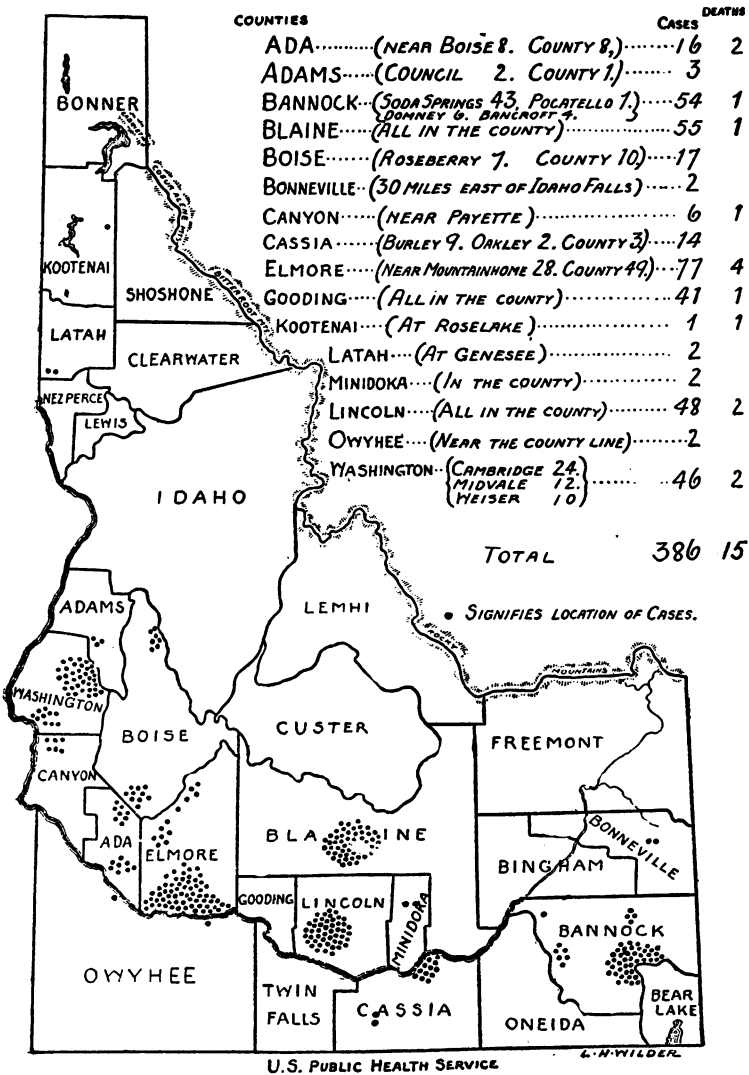 COUNTIES CASES DEATHS
ADA (NEAR BOISE 8. COUNTY 8,) 16 2
ADAMS (COUNCIL 2. COUNTY 1.) 3
BANNOCK (SODA SPRINGS 43, POCATELLO 1.) 54 1
DOWNEY 6. BANCROFT 4.
BLAINE (ALL IN THE COUNTY) 55 1
BOISE (ROSEBERRY 7. COUNTY 10.) 17
BONNEVILLE (30 MILES EAST OF IDAHO FALLS) 2
CANYON (NEAR PAYETTE) 6 1
CASSIA (BURLEY 9. OAKLEY 2. COUNTY 3) 14
ELMORE (NEAR MOUNTAINHOME 28. COUNTY 49.) 77 4
GOODING (ALL IN THE COUNTY) 41 1
KOOTENAI (AT ROSELAKE) 1 1
LATAH (AT GENESEE) 2
MINIDOKA (IN THE COUNTY) 2
LINCOLN (ALL IN THE COUNTY) 48 2
OWYHEE (NEAR THE COUNTY LINE) 2
WASHINGTON {CAMBRIDGE 24.} 46 2
MIDVALE 12.
WEISER 10
TOTAL 386 15
• SIGNIFIES LOCATION OF CASES.
BONNER
COEUR ALENE
KOOTENAI
BITTERROOT MTS
SHOSHONE
LATAH
CLEARWATER
NEZ PERCE
LEWIS
IDAHO
ADAMS
LEMHI
ROCKY
MOUNTAINS
WASHINGTON
BOISE
CUSTER
FREEMONT
CANYON
ADA
ELMORE
BLAINE
BONNEVILLE
BINGHAM
GOODING
LINCOLN
MINIDOKA
BANNOCK
OWYHEE
TWIN
FALLS
CASSIA
ONEIDA
BEAR
LAKE
L.H. WILDER
U.S. PUBLIC HEALTH SERVICE